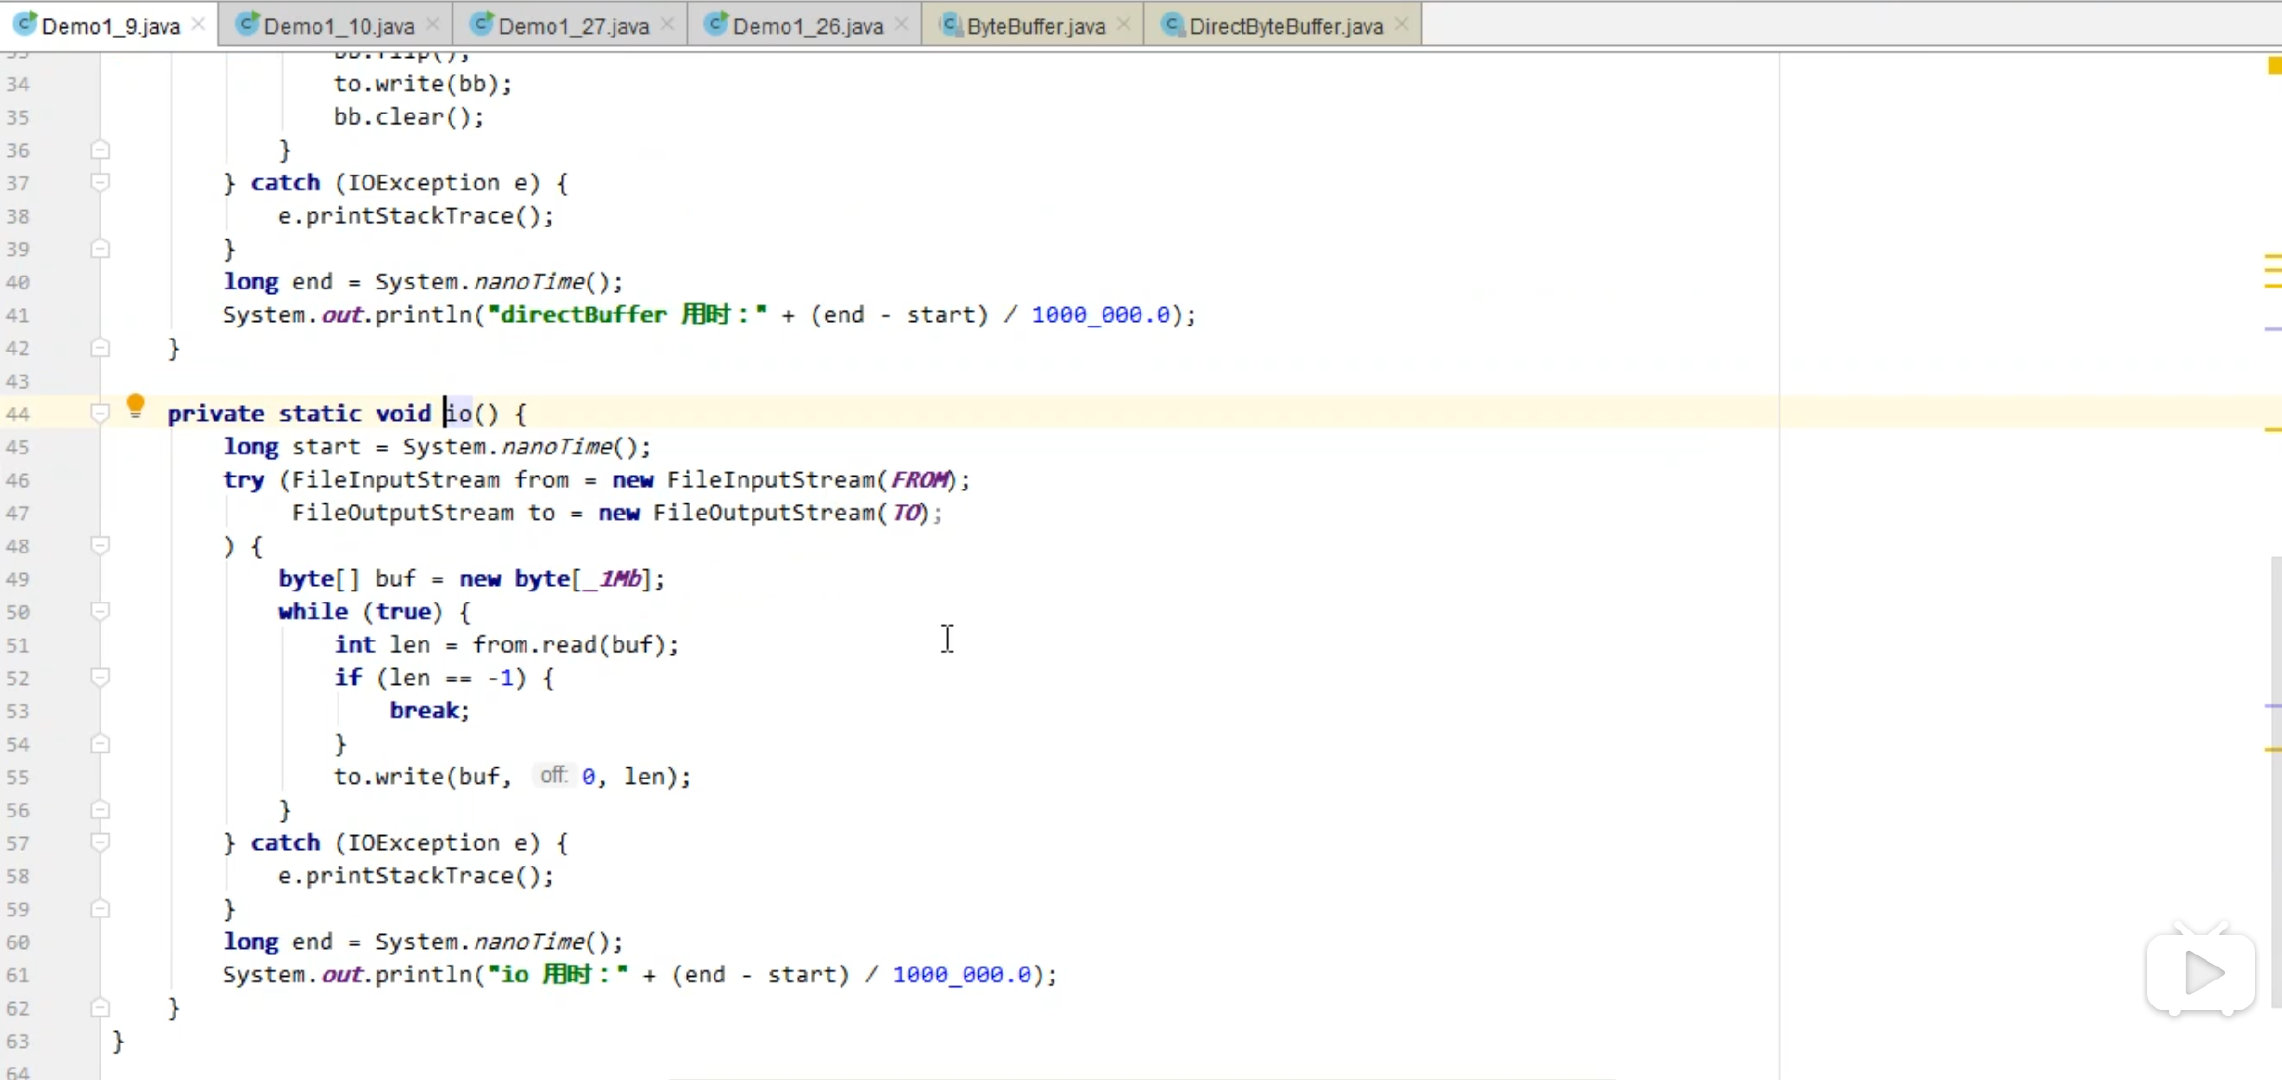 Demo1_9.java Demo1_10.java Demo1_27.java Demo1_26.java ByteBuffer.java DirectByteBuffer.java
33 bb.flip();
34 to.write(bb);
35 bb.clear();
36 }
37 } catch (IOException e) {
38 e.printStackTrace();
39 }
40 long end = System.nanoTime();
41 System.out.println("directBuffer 用时：" + (end - start) / 1000_000.0);
42 }
43
44 private static void io() {
45 long start = System.nanoTime();
46 try (FileInputStream from = new FileInputStream(FROM);
47 FileOutputStream to = new FileOutputStream(TO);
48 ) {
49 byte[] buf = new byte[_1Mb];
50 while (true) {
51 int len = from.read(buf);
52 if (len == -1) {
53 break;
54 }
55 to.write(buf, off: 0, len);
56 }
57 } catch (IOException e) {
58 e.printStackTrace();
59 }
60 long end = System.nanoTime();
61 System.out.println("io 用时：" + (end - start) / 1000_000.0);
62 }
63 }
64